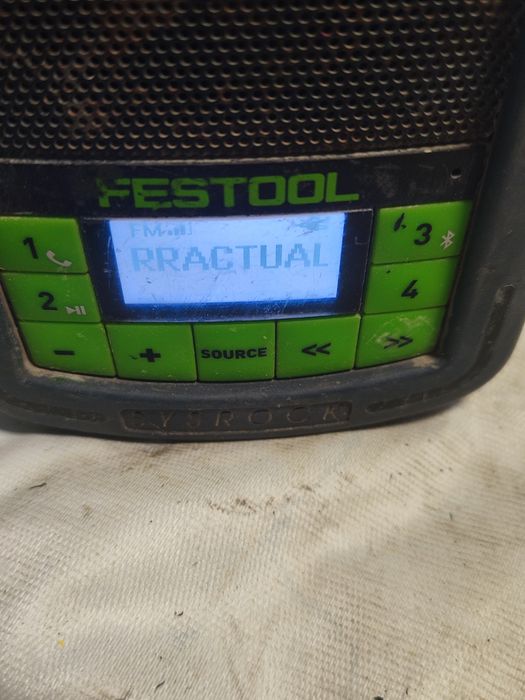 FESTOOL
FM
RRACTUAL
1
3
2
4
- + SOURCE << >>
SYSROCK